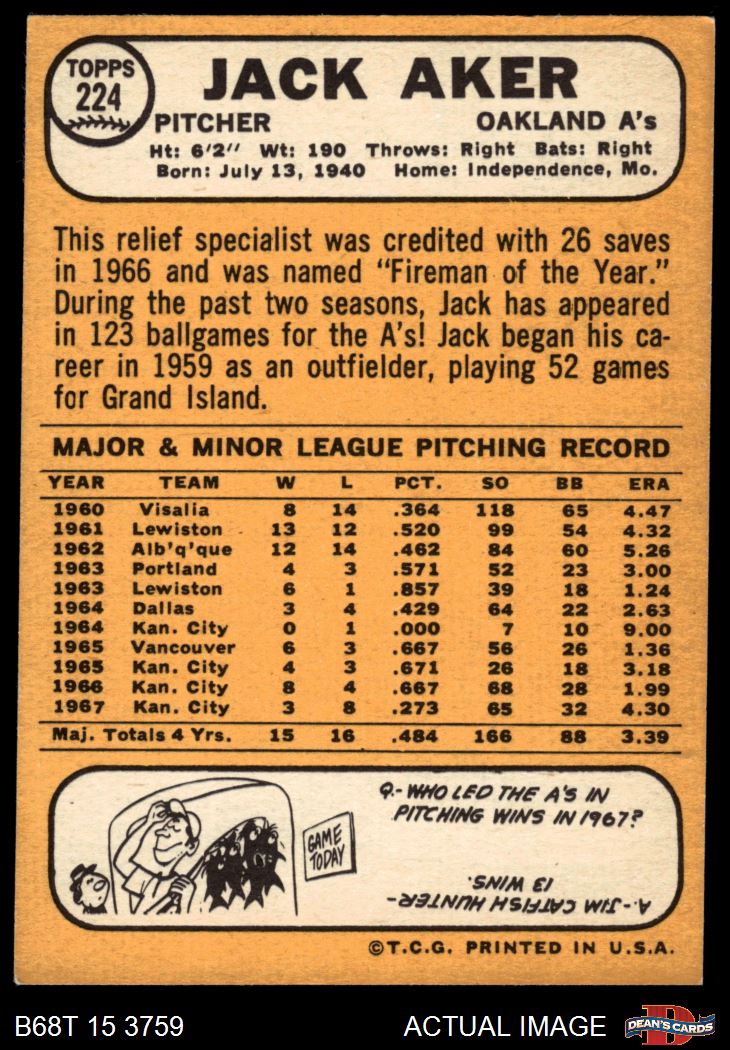 TOPPS
224
JACK AKER
PITCHER OAKLAND A's
Ht: 6'2" Wt: 190 Throws: Right Bats: Right
Born: July 13, 1940 Home: Independence, Mo.
This relief specialist was credited with 26 saves
in 1966 and was named "Fireman of the Year."
During the past two seasons, Jack has appeared
in 123 ballgames for the A's! Jack began his ca-
reer in 1959 as an outfielder, playing 52 games
for Grand Island.
MAJOR & MINOR LEAGUE PITCHING RECORD
YEAR TEAM W L PCT. SO BB ERA
1960 Visalia 8 14 .364 118 65 4.47
1961 Lewiston 13 12 .520 99 54 4.32
1962 Alb'q'que 12 14 .462 84 60 5.26
1963 Portland 4 3 .571 52 23 3.00
1963 Lewiston 6 1 .857 39 18 1.24
1964 Dallas 3 4 .429 64 22 2.63
1964 Kan. City 0 1 .000 7 10 9.00
1965 Vancouver 6 3 .667 56 26 1.36
1965 Kan. City 4 3 .671 26 18 3.18
1966 Kan. City 8 4 .667 68 28 1.99
1967 Kan. City 3 8 .273 65 32 4.30
Maj. Totals 4 Yrs. 15 16 .484 166 88 3.39
Q-WHO LED THE A'S IN
PITCHING WINS IN 1967?
GAME
TODAY
A.-JIM CATFISH HUNTER-
13 WINS.
©T.C.G. PRINTED IN U.S.A.
B68T 15 3759 ACTUAL IMAGE
D
DEAN'S CARDS